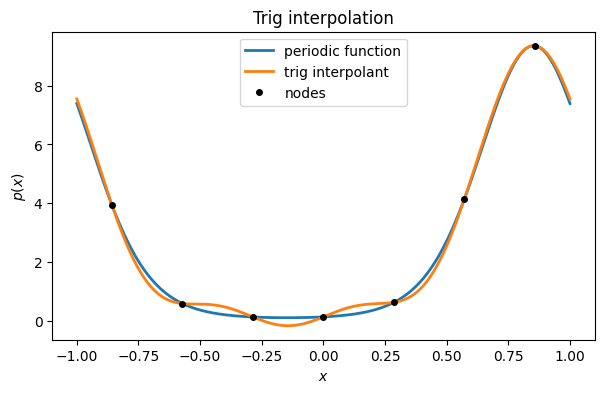 Trig interpolation
periodic function
trig interpolant
nodes
p(x)
8
6
4
2
0
−1.00 −0.75 −0.50 −0.25 0.00 0.25 0.50 0.75 1.00
x